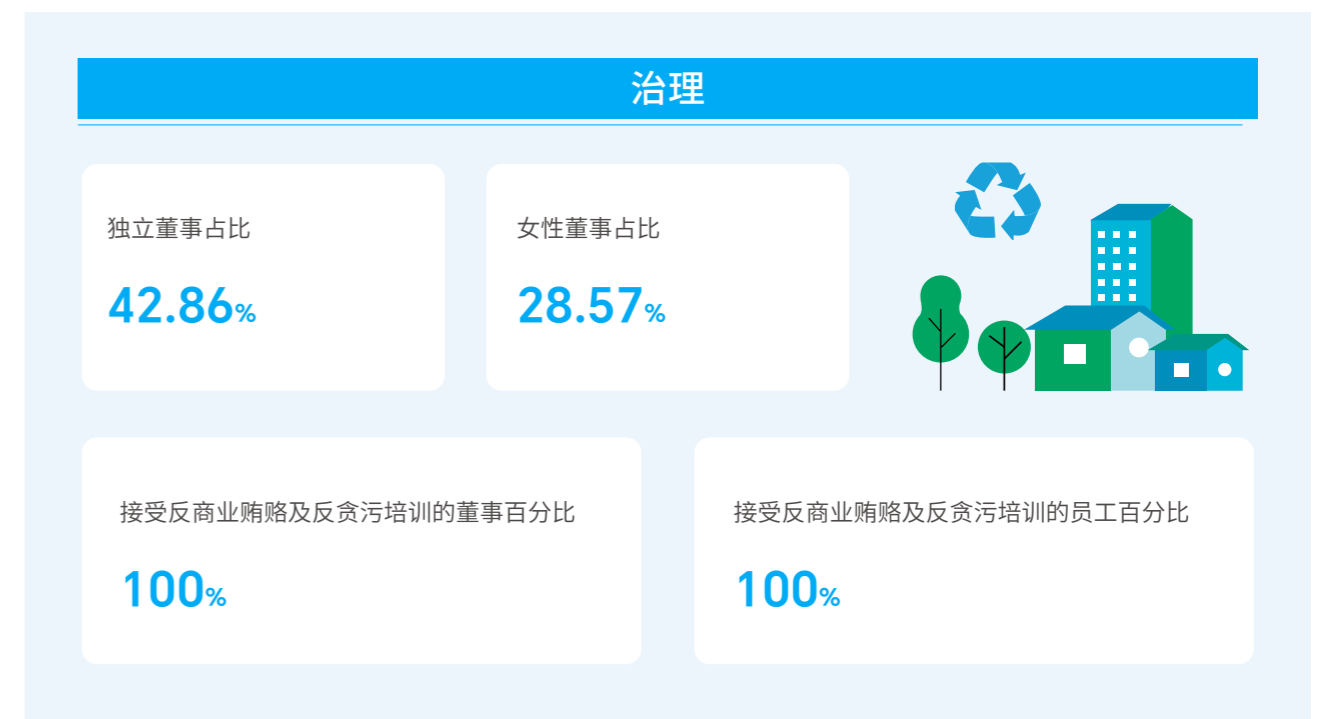 治理
独立董事占比
42.86%
女性董事占比
28.57%
接受反商业贿赂及反贪污培训的董事百分比
100%
接受反商业贿赂及反贪污培训的员工百分比
100%